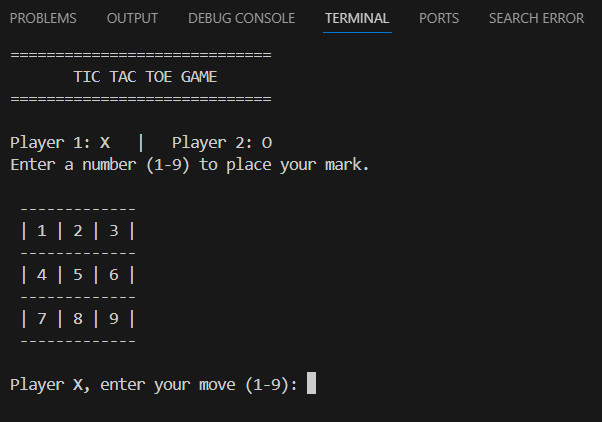 PROBLEMS OUTPUT DEBUG CONSOLE TERMINAL PORTS SEARCH ERROR
=============================
       TIC TAC TOE GAME
=============================
Player 1: X   |   Player 2: O
Enter a number (1-9) to place your mark.
 -------------
 | 1 | 2 | 3 |
 -------------
 | 4 | 5 | 6 |
 -------------
 | 7 | 8 | 9 |
 -------------
Player X, enter your move (1-9):